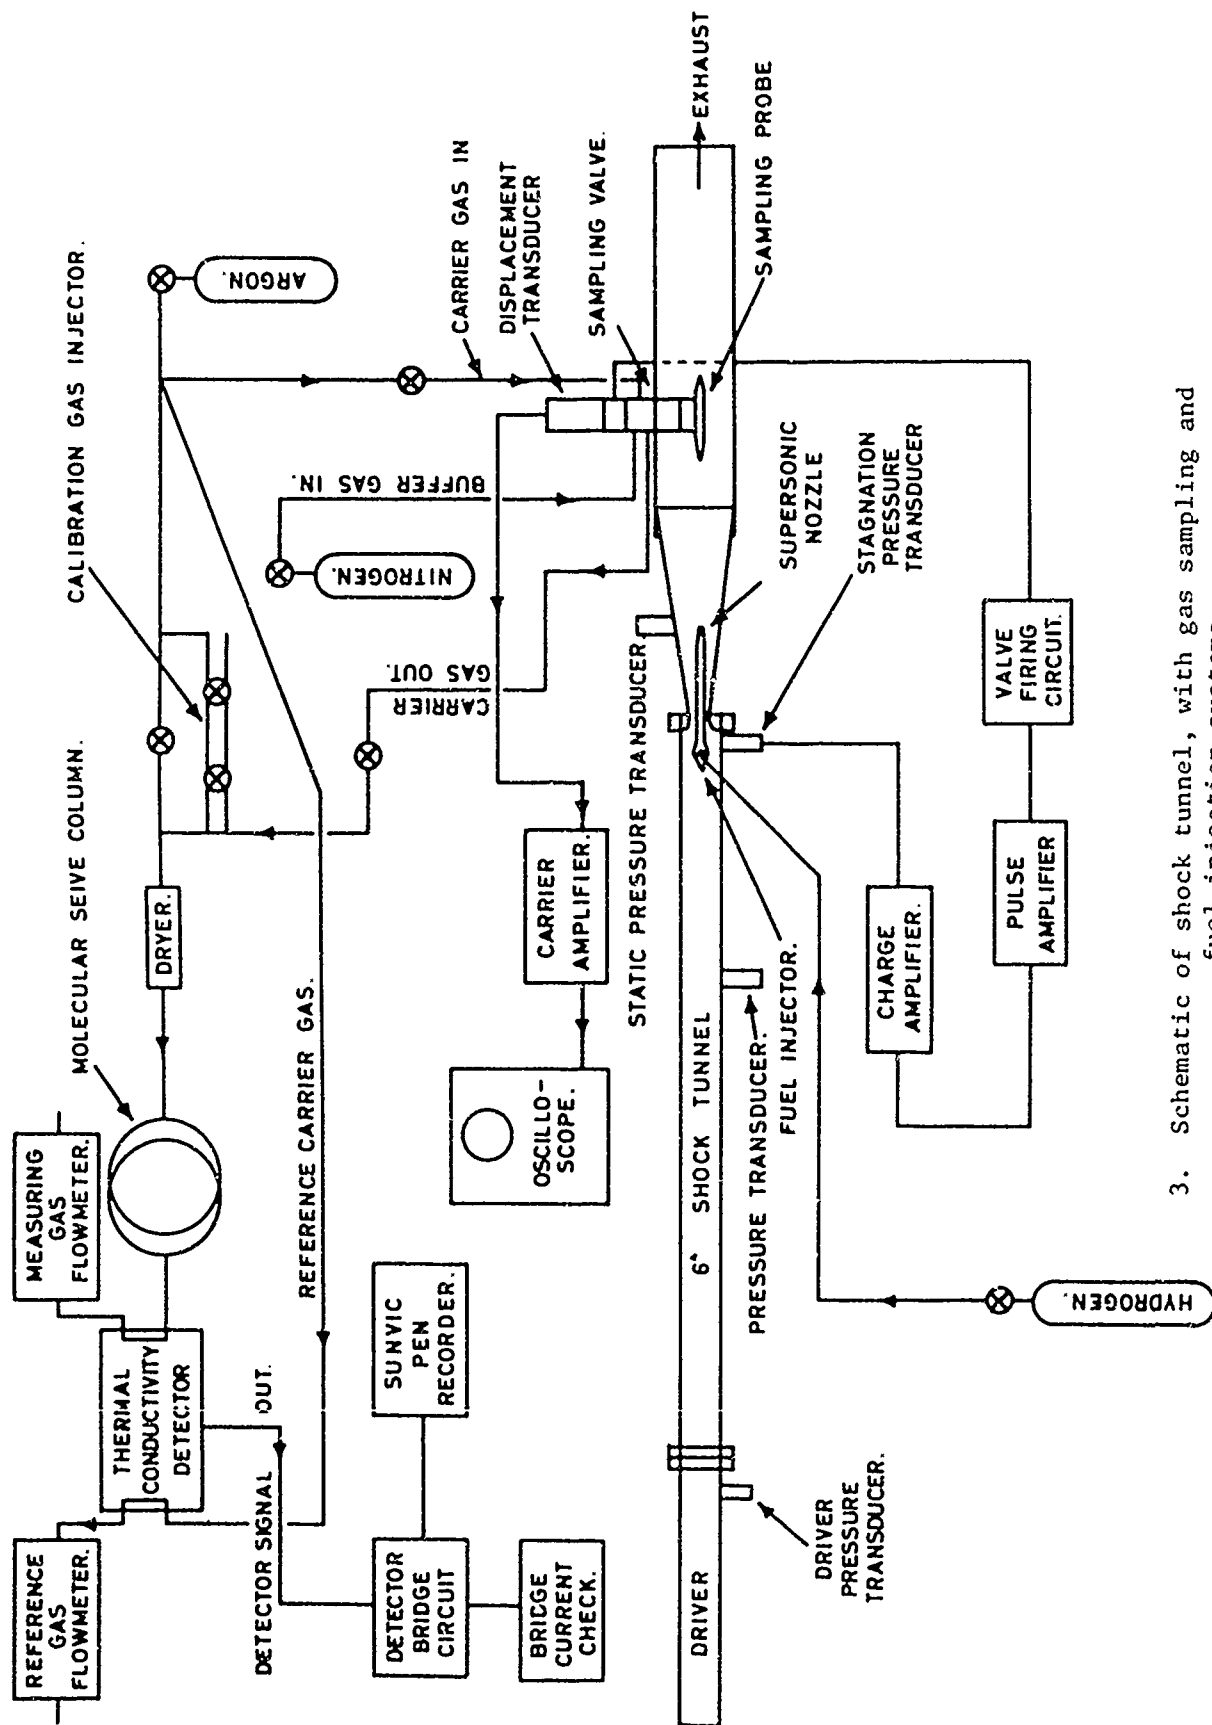 REFERENCE
GAS
FLOWMETER.
MEASURING
GAS
FLOWMETER.
MOLECULAR SEIVE COLUMN.
CALIBRATION GAS INJECTOR.
THERMAL
CONDUCTIVITY
DETECTOR
DRYER.
ARGON.
DETECTOR SIGNAL OUT.
REFERENCE CARRIER GAS.
NITROGEN.
BUFFER GAS IN.
CARRIER GAS IN
DETECTOR
BRIDGE
CIRCUIT
SUNVIC
PEN
RECORDER.
CARRIER
GAS OUT.
DISPLACEMENT
TRANSDUCER
BRIDGE
CURRENT
CHECK.
OSCILLO-
SCOPE.
CARRIER
AMPLIFIER.
SAMPLING VALVE.
STATIC PRESSURE TRANSDUCER.
DRIVER
6" SHOCK TUNNEL
EXHAUST
SAMPLING PROBE
DRIVER
PRESSURE
TRANSDUCER.
PRESSURE TRANSDUCER.
FUEL INJECTOR.
SUPERSONIC
NOZZLE
STAGNATION
PRESSURE
TRANSDUCER
CHARGE
AMPLIFIER.
PULSE
AMPLIFIER
VALVE
FIRING
CIRCUIT.
HYDROGEN.
3. Schematic of shock tunnel, with gas sampling and
fuel injection systems